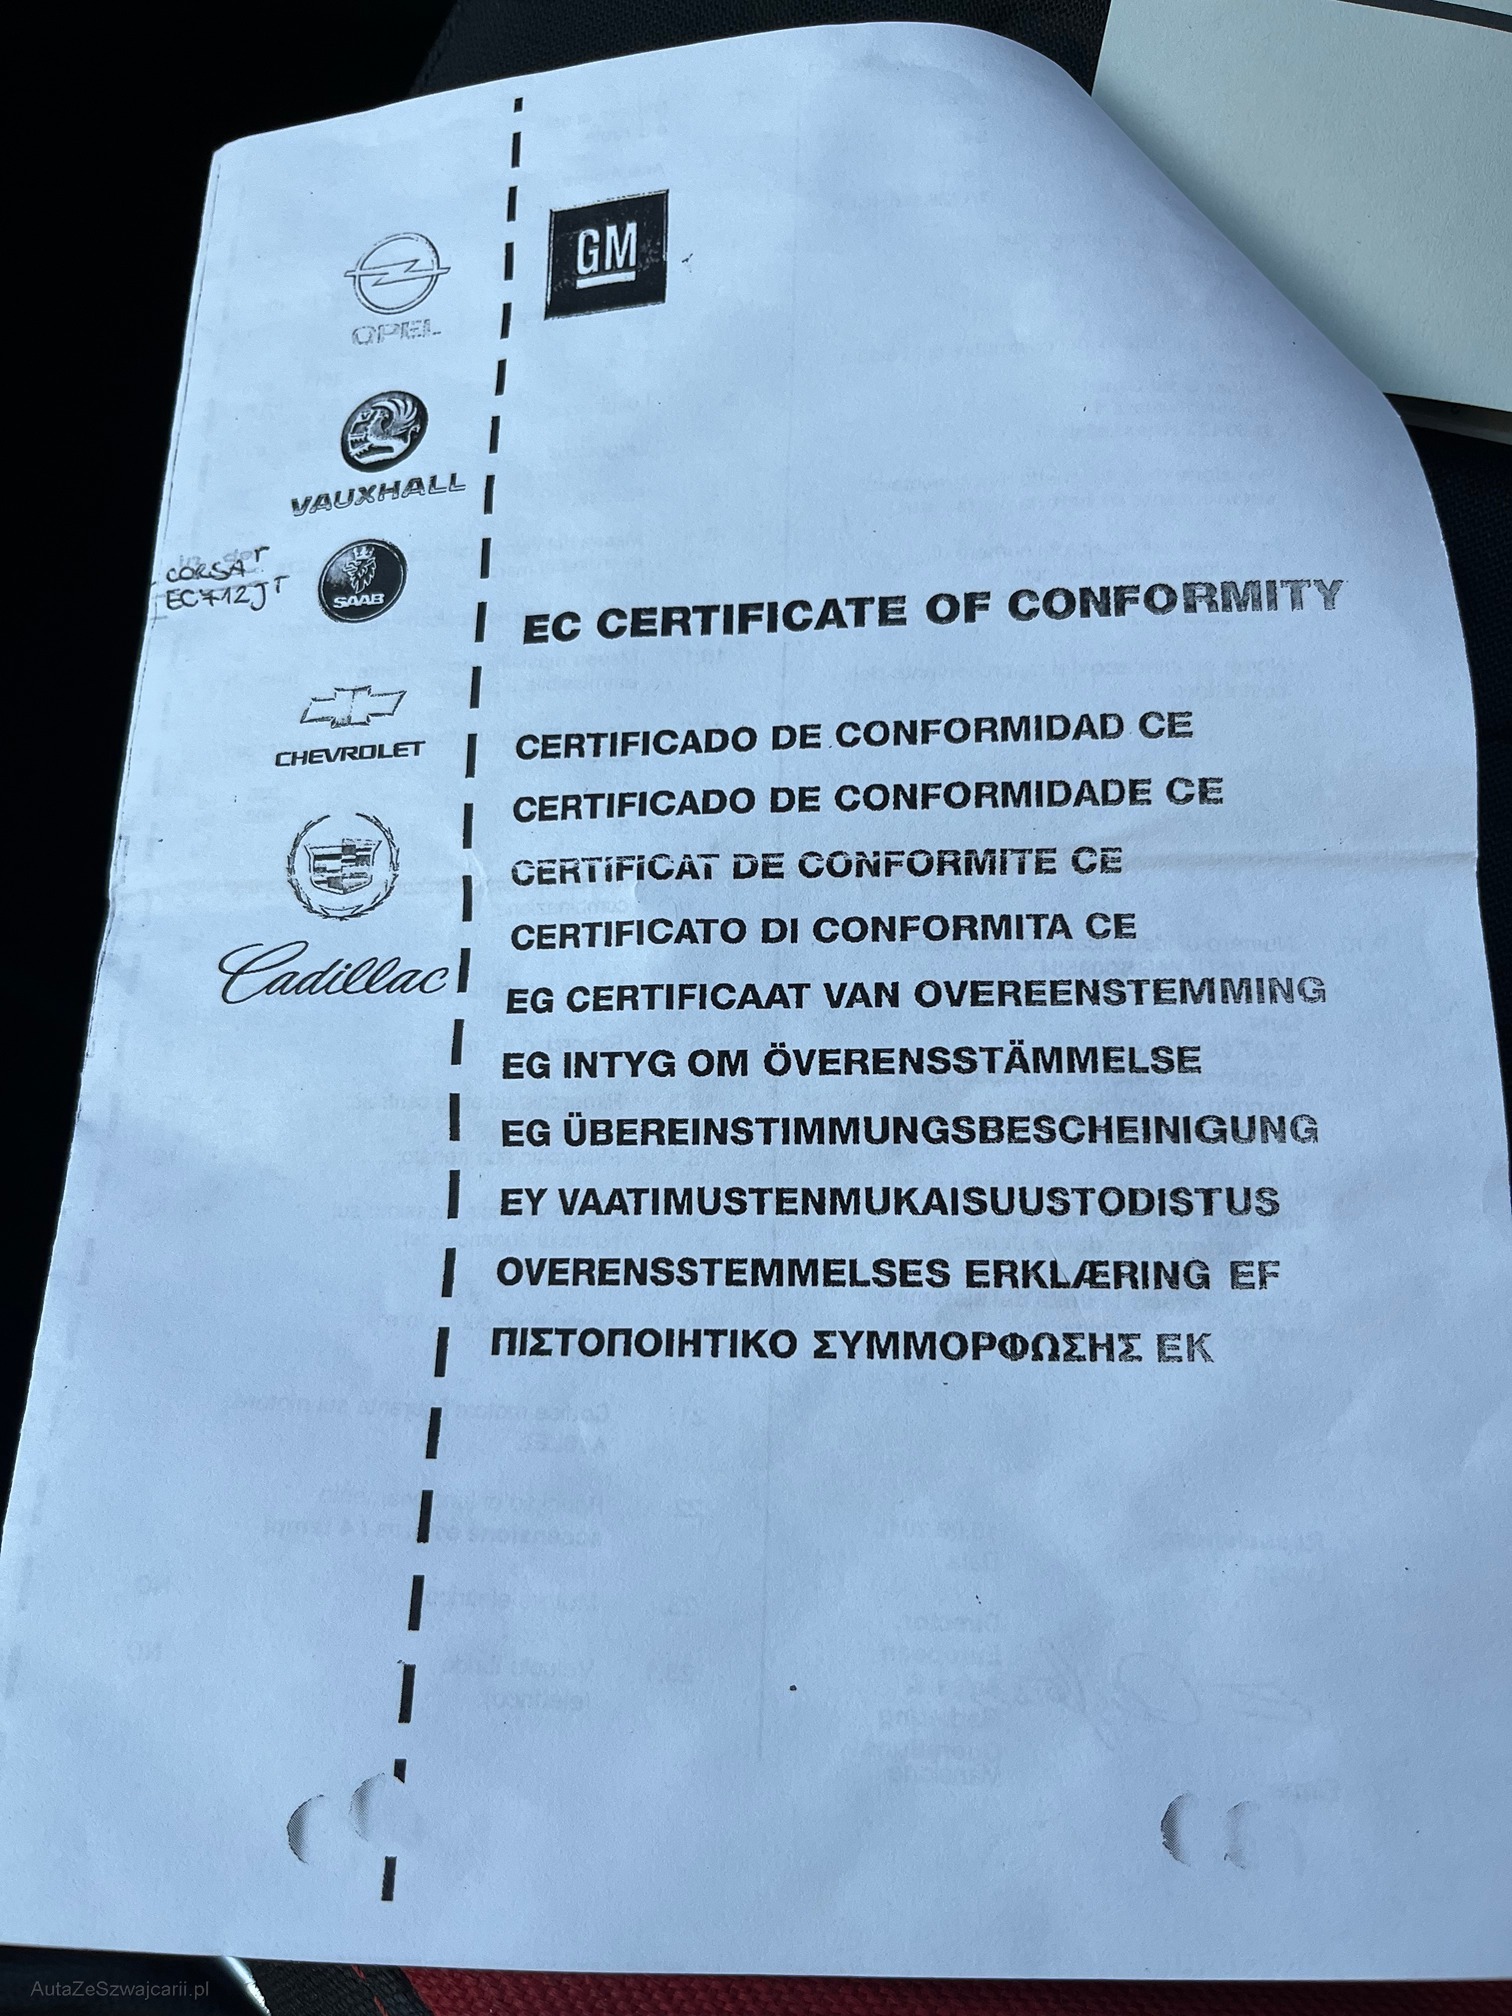 GM
OPEL
VAUXHALL
CORSA
EC712JT
SAAB
CHEVROLET
Cadillac
EC CERTIFICATE OF CONFORMITY
CERTIFICADO DE CONFORMIDAD CE
CERTIFICADO DE CONFORMIDADE CE
CERTIFICAT DE CONFORMITE CE
CERTIFICATO DI CONFORMITA CE
EG CERTIFICAAT VAN OVEREENSTEMMING
EG INTYG OM ÖVERENSSTÄMMELSE
EG ÜBEREINSTIMMUNGSBESCHEINIGUNG
EY VAATIMUSTENMUKAISUUSTODISTUS
OVERENSSTEMMELSES ERKLÆRING EF
ΠΙΣΤΟΠΟΙΗΤΙΚΟ ΣΥΜΜΟΡΦΩΣΗΣ ΕΚ
AutaZeSzwajcarii.pl